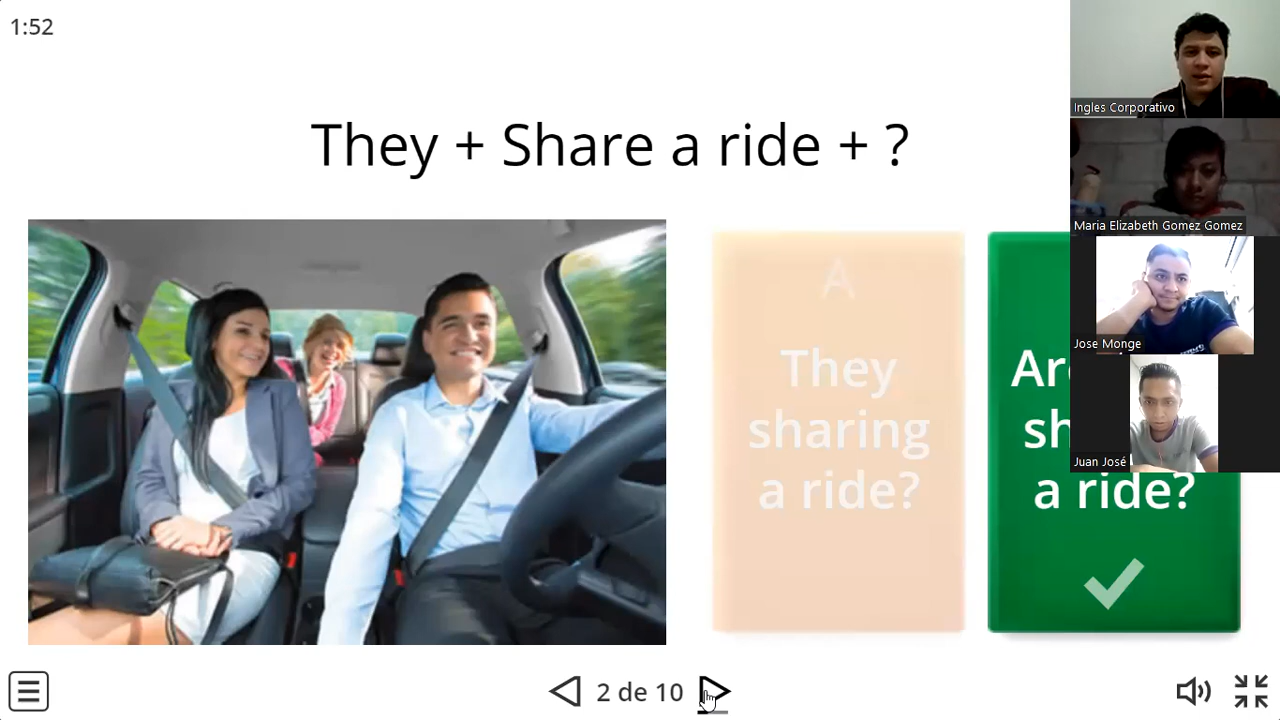 1:52
They + Share a ride + ?
A
They
sharing
a ride?
a ride?
2 de 10
Ingles Corporativo
Maria Elizabeth Gomez Gomez
Jose Monge
Juan José